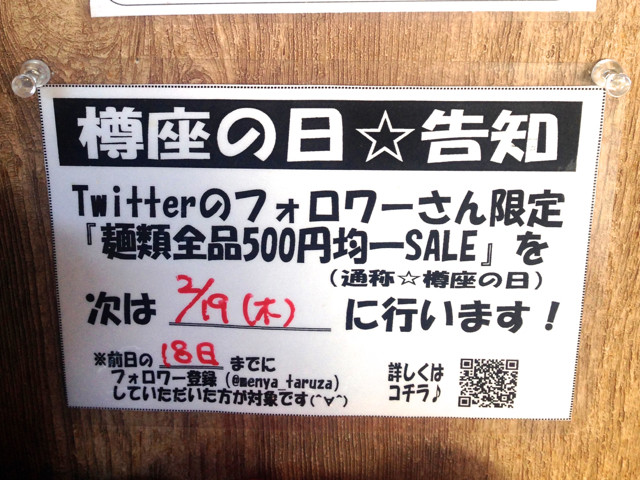 樽座の日☆告知
Twitterのフォロワーさん限定
『麺類全品500円均一SALE』を
(通称☆樽座の日)
次は 2/19(木) に行います！
※前日の 18日 までに
フォロワー登録 (@menya_taruza)
していただいた方が対象です(^∀^)
詳しくは
コチラ♪